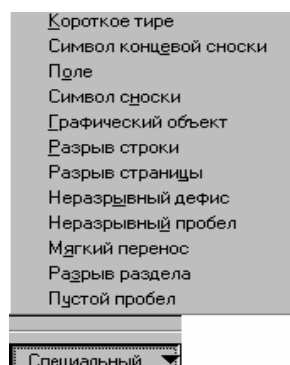 Короткое тире
Символ концевой сноски
Поле
Символ сноски
Графический объект
Разрыв строки
Разрыв страницы
Неразрывный дефис
Неразрывный пробел
Мягкий перенос
Разрыв раздела
Пустой пробел
Специальный